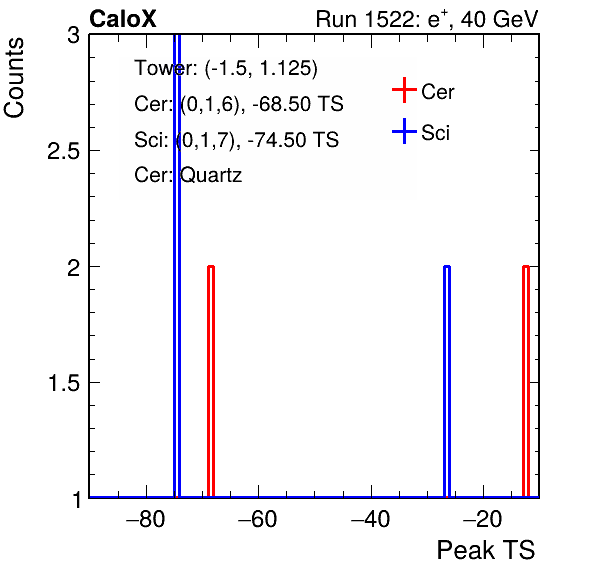 CaloX Run 1522: e⁺, 40 GeV
Counts
3
2.5
2
1.5
1
Tower: (-1.5, 1.125)
Cer: (0,1,6), -68.50 TS
Sci: (0,1,7), -74.50 TS
Cer: Quartz
Cer
Sci
−80 −60 −40 −20
Peak TS